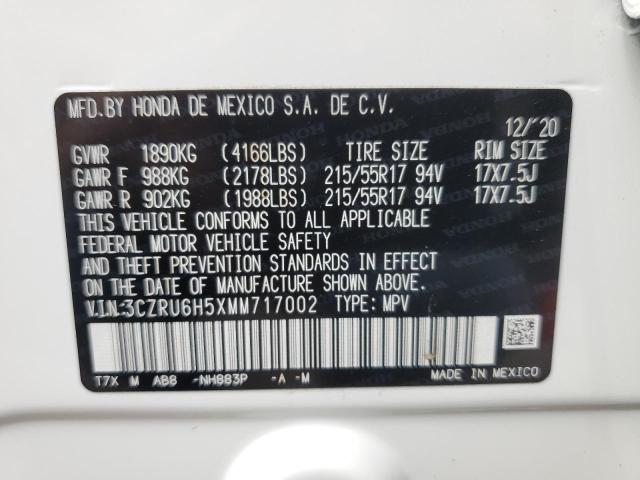 MFD.BY HONDA DE MEXICO S.A. DE C.V.
12/'20
GVWR 1890KG (4166LBS) TIRE SIZE RIM SIZE
GAWR F 988KG (2178LBS) 215/55R17 94V 17X7.5J
GAWR R 902KG (1988LBS) 215/55R17 94V 17X7.5J
THIS VEHICLE CONFORMS TO ALL APPLICABLE
FEDERAL MOTOR VEHICLE SAFETY
AND THEFT PREVENTION STANDARDS IN EFFECT
ON THE DATE OF MANUFACTURE SHOWN ABOVE.
V.I.N.:3CZRU6H5XMM717002 TYPE: MPV
T7X M AB8 -NH883P -A -M
MADE IN MEXICO